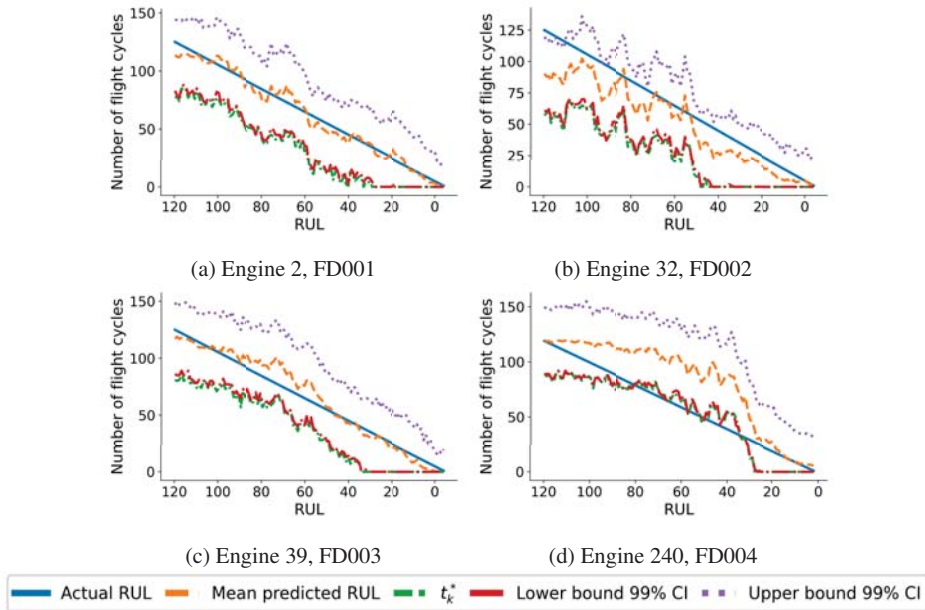 150
100
50
0
Number of flight cycles
120 100 80 60 40 20 0
RUL
(a) Engine 2, FD001
125
100
75
50
25
0
Number of flight cycles
120 100 80 60 40 20 0
RUL
(b) Engine 32, FD002
150
100
50
0
Number of flight cycles
120 100 80 60 40 20 0
RUL
(c) Engine 39, FD003
150
100
50
0
Number of flight cycles
120 100 80 60 40 20 0
RUL
(d) Engine 240, FD004
Actual RUL Mean predicted RUL t*k Lower bound 99% CI Upper bound 99% CI